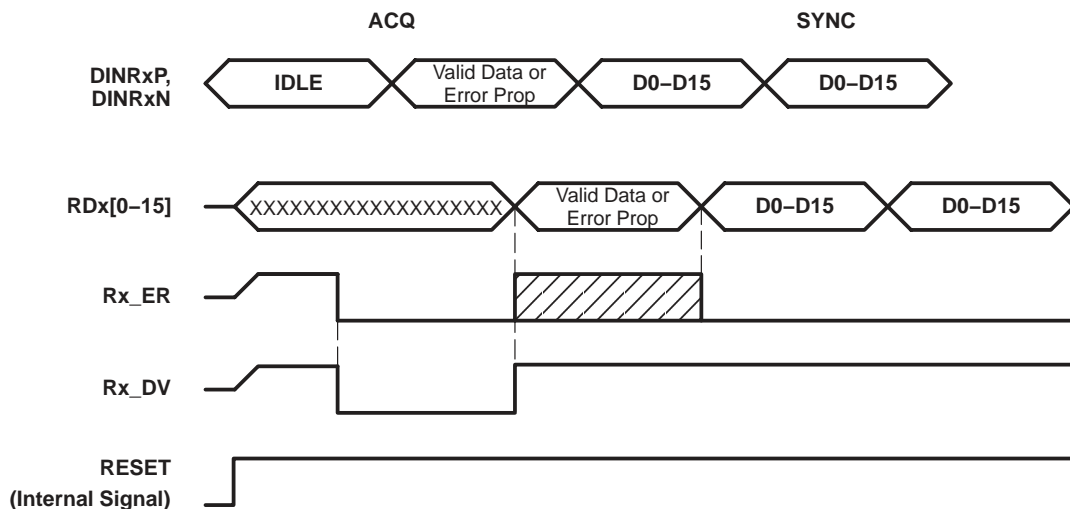 ACQ
SYNC
DINRxP,
DINRxN
IDLE
Valid Data or
Error Prop
D0–D15
D0–D15
RDx[0–15]
XXXXXXXXXXXXXXXXXXX
Valid Data or
Error Prop
D0–D15
D0–D15
Rx_ER
Rx_DV
RESET
(Internal Signal)